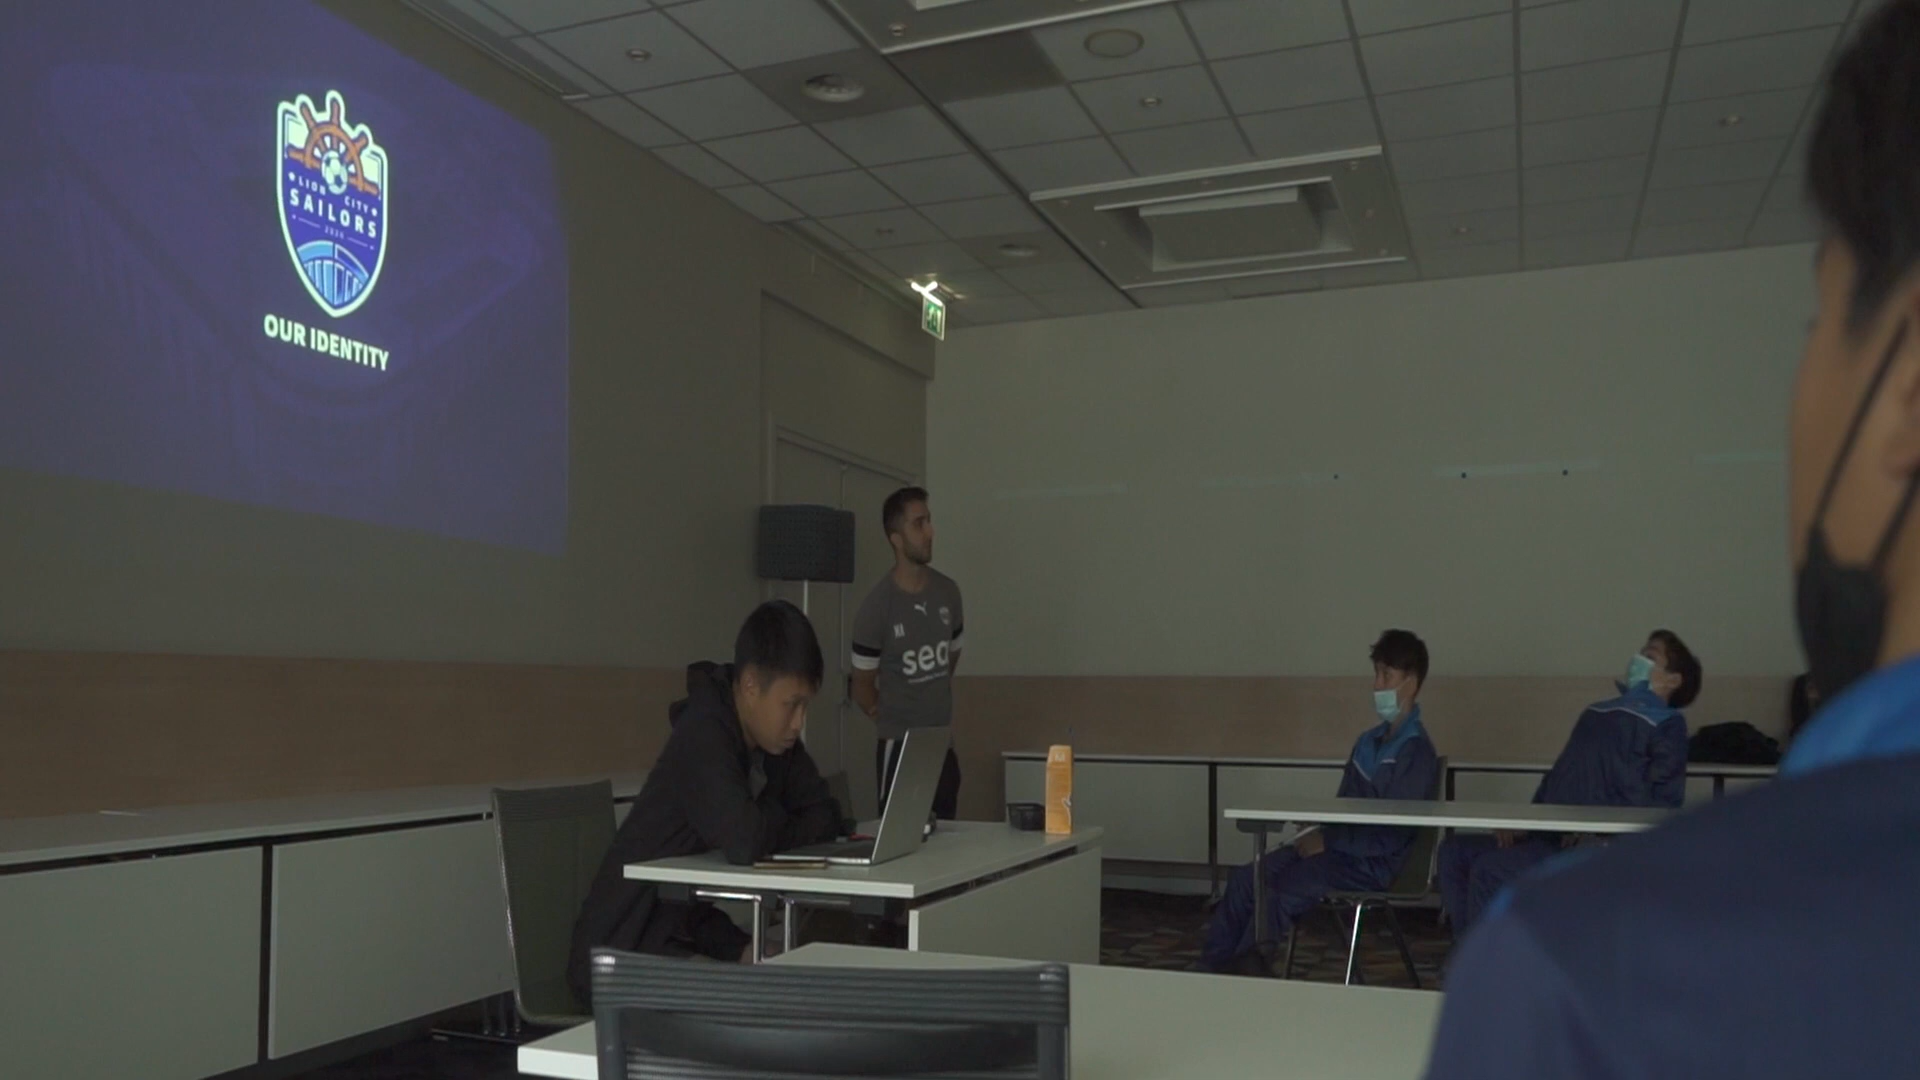 LION CITY
SAILORS
2020
OUR IDENTITY
sea